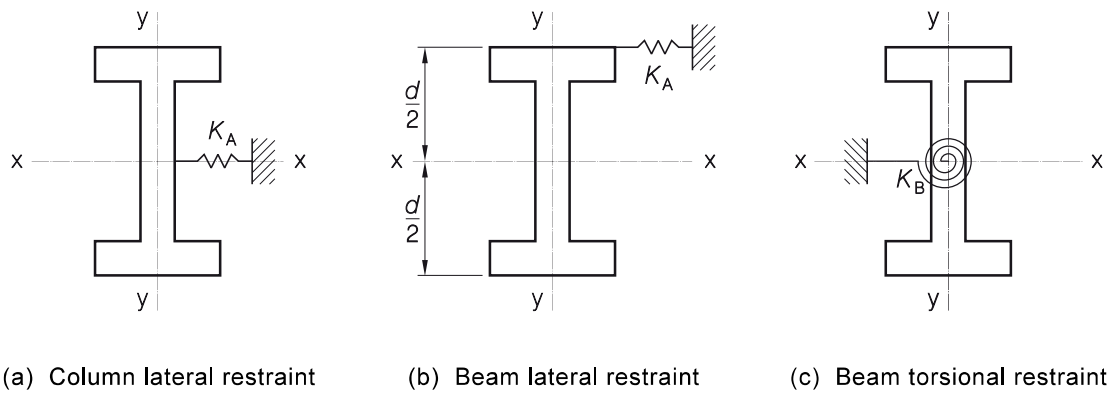 y
x
K_A
x
y
(a) Column lateral restraint
y
K_A
d/2
x
x
d/2
y
(b) Beam lateral restraint
y
x
x
K_B
y
(c) Beam torsional restraint